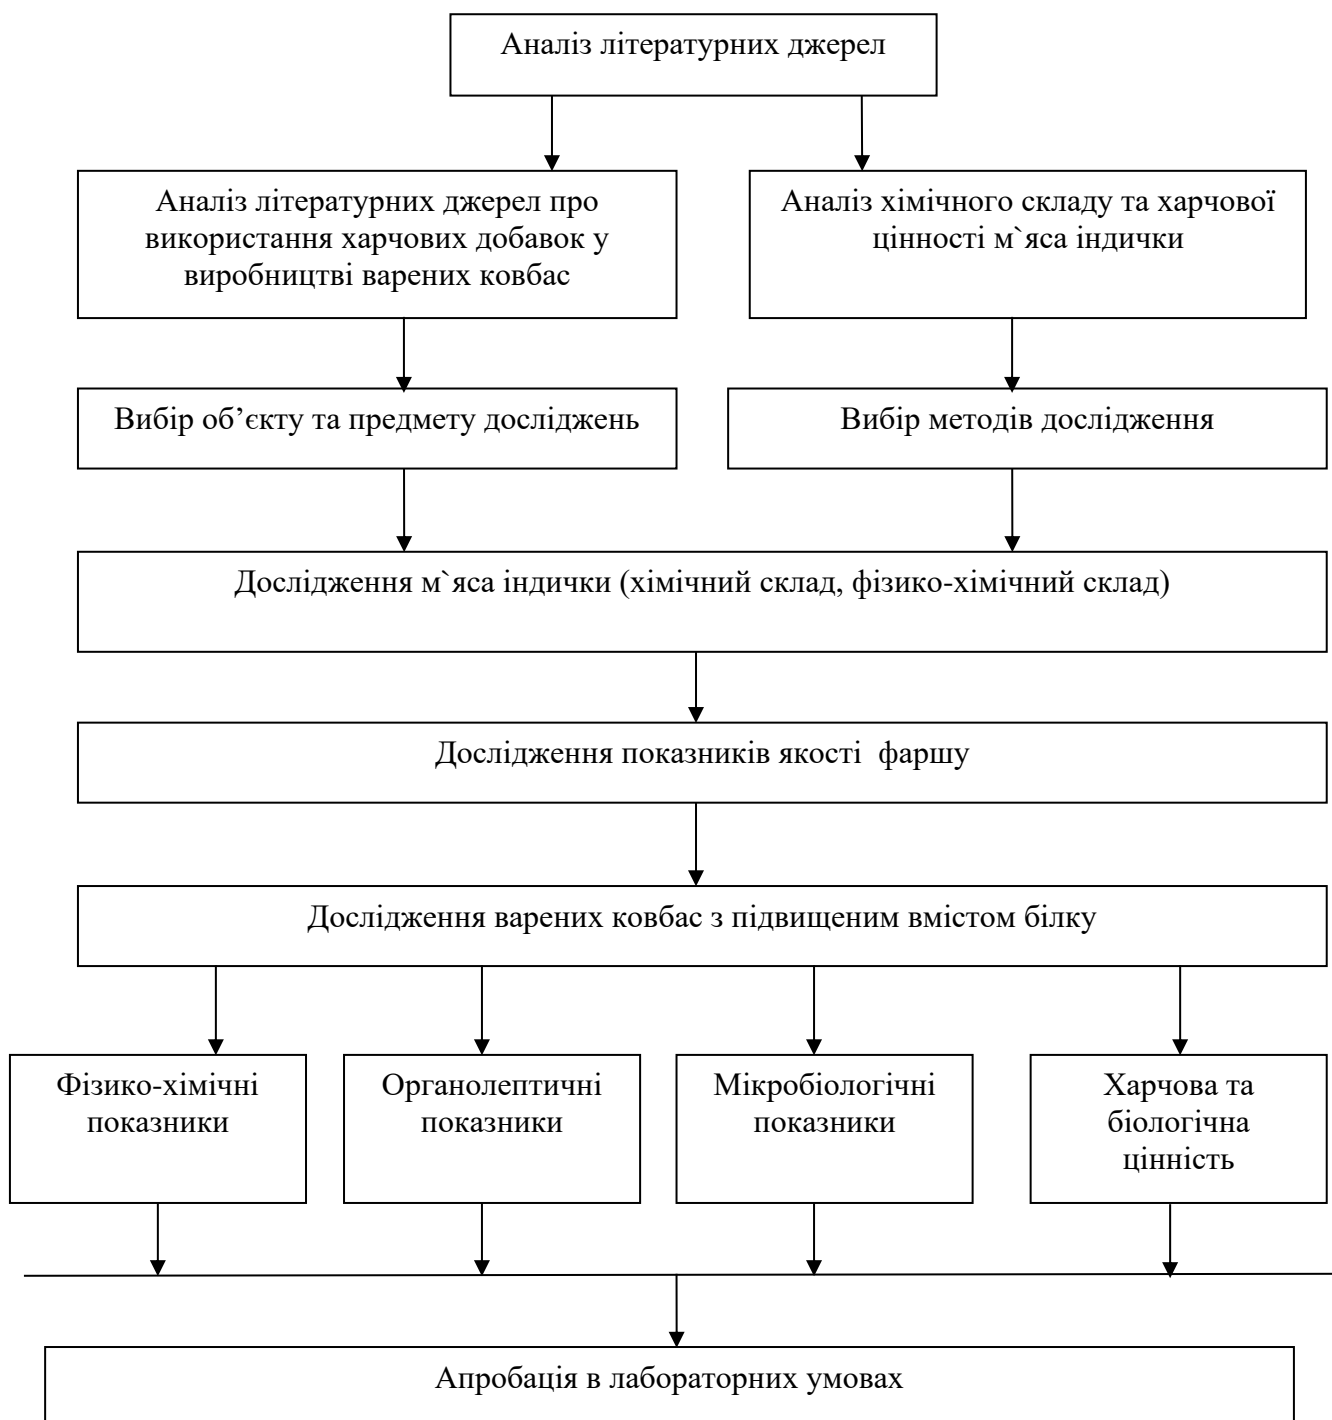 Аналіз літературних джерел
Аналіз літературних джерел про
використання харчових добавок у
виробництві варених ковбас
Аналіз хімічного складу та харчової
цінності м`яса індички
Вибір об’єкту та предмету досліджень
Вибір методів дослідження
Дослідження м`яса індички (хімічний склад, фізико-хімічний склад)
Дослідження показників якості  фаршу
Дослідження варених ковбас з підвищеним вмістом білку
Фізико-хімічні
показники
Органолептичні
показники
Мікробіологічні
показники
Харчова та
біологічна
цінність
Апробація в лабораторних умовах